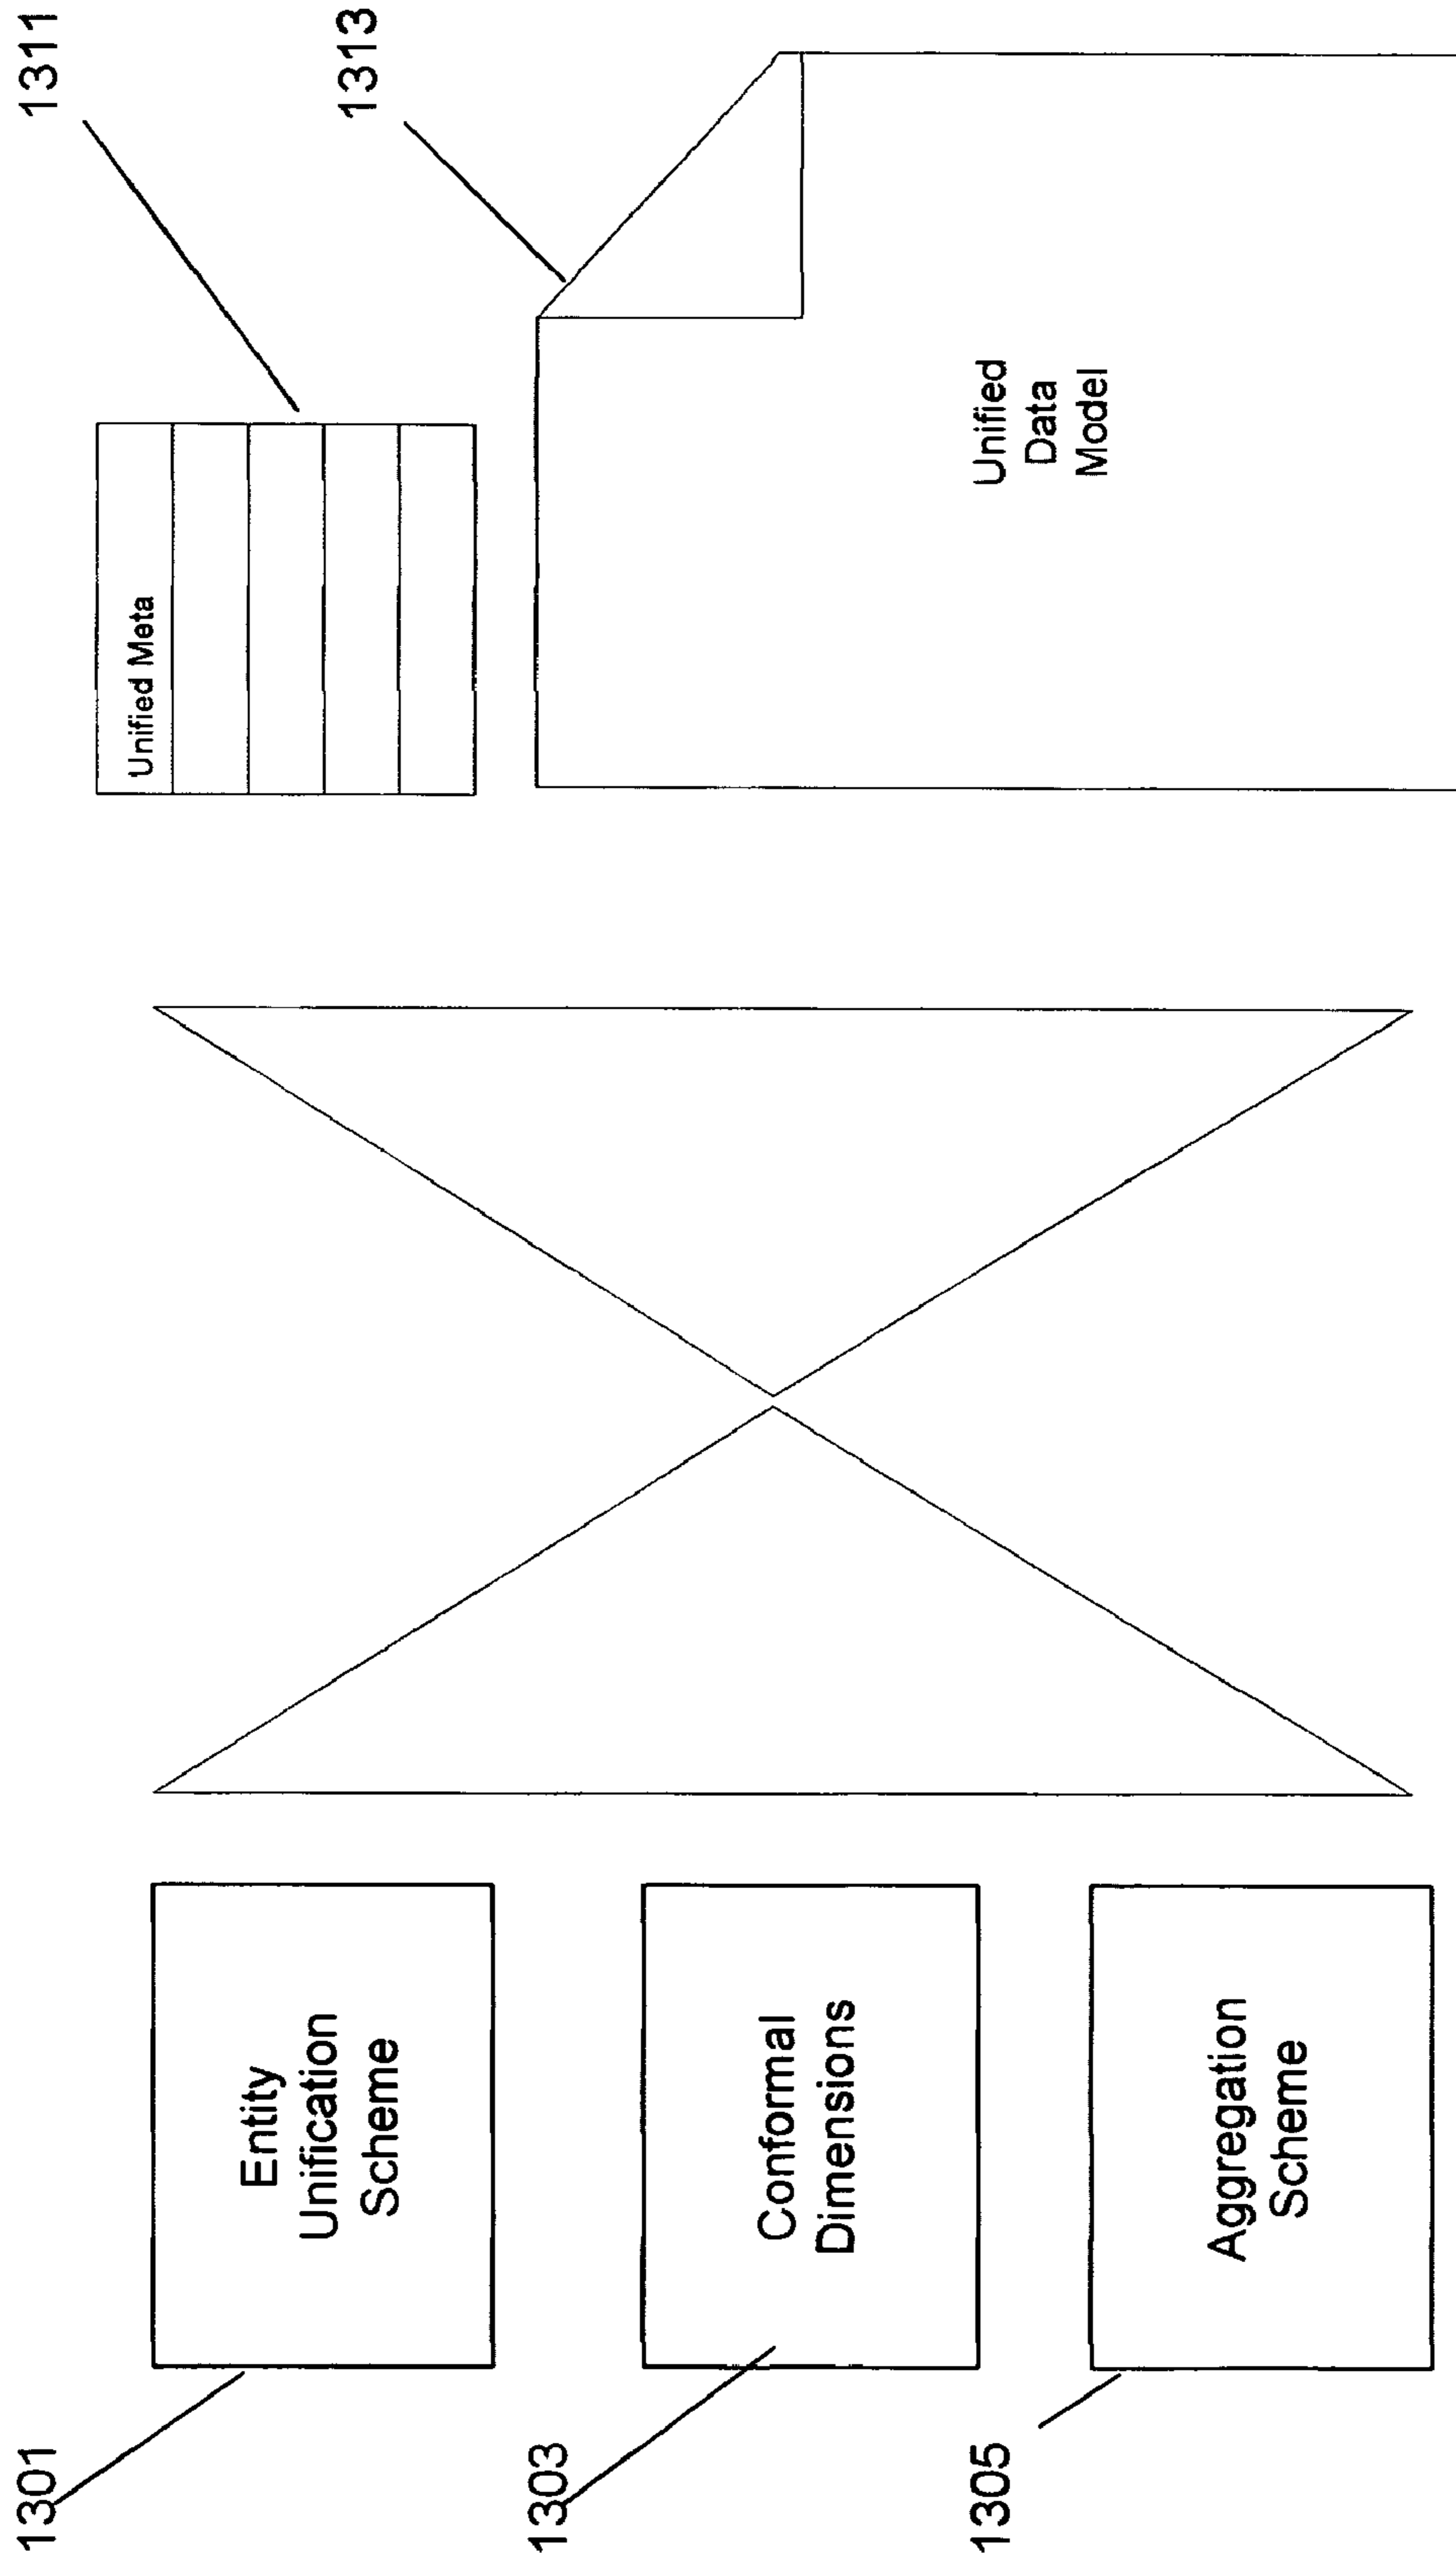 1301
Entity
Unification
Scheme
1303
Conformal
Dimensions
1305
Aggregation
Scheme
1311
Unified Meta
1313
Unified
Data
Model